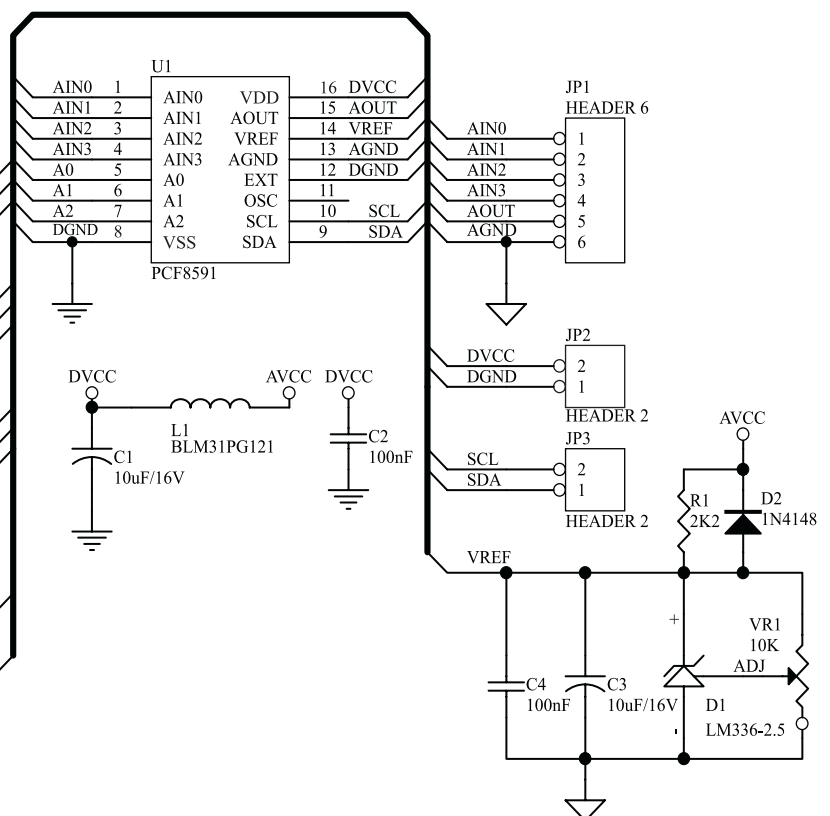 U1
AIN0 1 AIN0 VDD 16 DVCC
AIN1 2 AIN1 AOUT 15 AOUT
AIN2 3 AIN2 VREF 14 VREF
AIN3 4 AIN3 AGND 13 AGND
A0 5 A0 EXT 12 DGND
A1 6 A1 OSC 11
A2 7 A2 SCL 10 SCL
DGND 8 VSS SDA 9 SDA
PCF8591
JP1
HEADER 6
AIN0 1
AIN1 2
AIN2 3
AIN3 4
AOUT 5
AGND 6
JP2
DVCC 2
DGND 1
HEADER 2
JP3
SCL 2
SDA 1
HEADER 2
DVCC
AVCC
L1
BLM31PG121
C1
10uF/16V
DVCC
C2
100nF
AVCC
R1
2K2
D2
1N4148
VREF
+
VR1
10K
ADJ
C4
100nF
C3
10uF/16V
D1
LM336-2.5
-